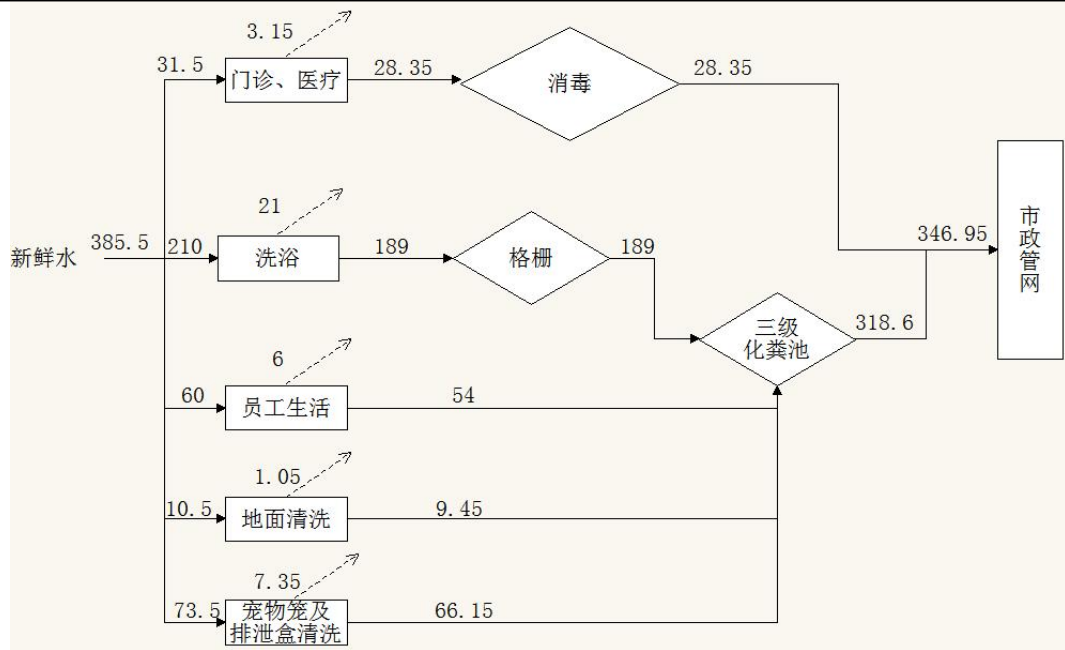 3.15
31.5
门诊、医疗
28.35
消毒
28.35
21
新鲜水
385.5
210
洗浴
189
格栅
189
346.95
市政管网
三级
化粪池
318.6
6
60
员工生活
54
1.05
10.5
地面清洗
9.45
7.35
73.5
宠物笼及
排泄盒清洗
66.15